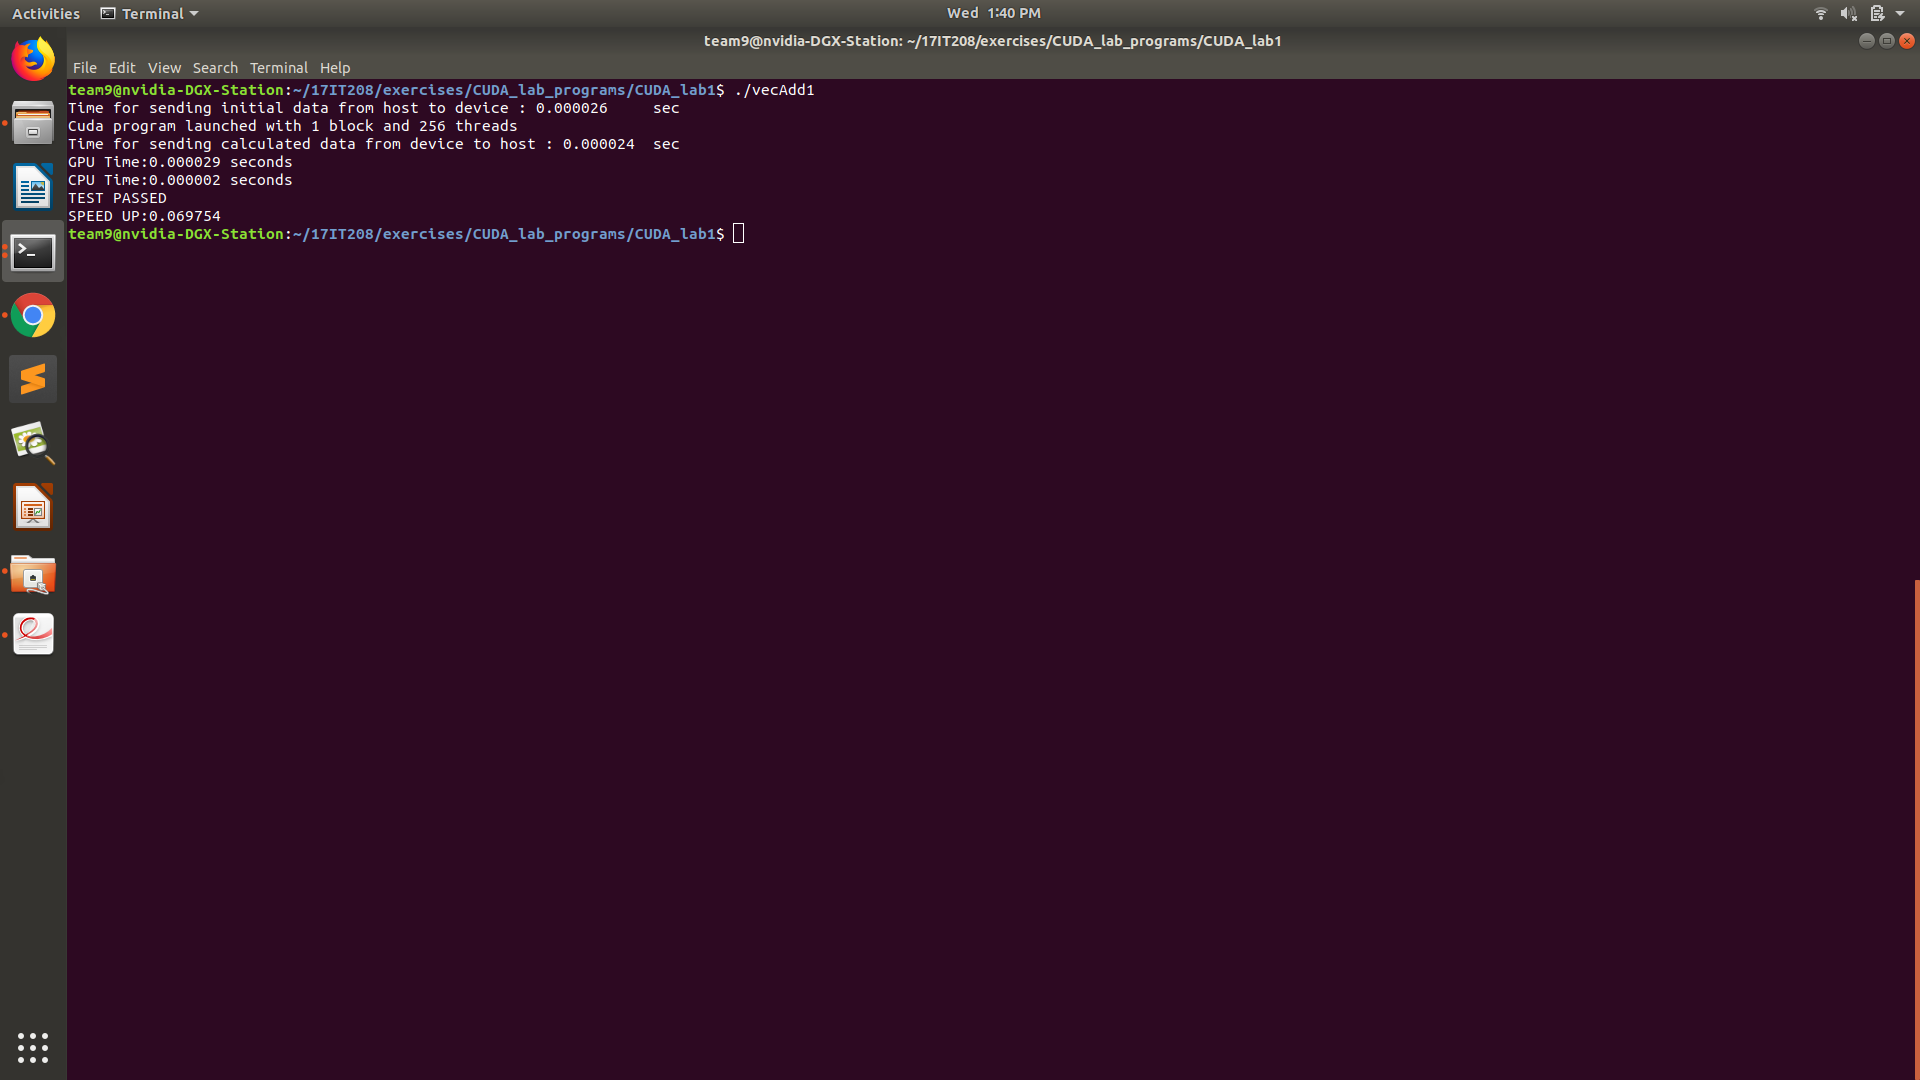 Activities Terminal Wed 1:40 PM
team9@nvidia-DGX-Station: ~/17IT208/exercises/CUDA_lab_programs/CUDA_lab1
File Edit View Search Terminal Help
team9@nvidia-DGX-Station:~/17IT208/exercises/CUDA_lab_programs/CUDA_lab1$ ./vecAdd1
Time for sending initial data from host to device : 0.000026     sec
Cuda program launched with 1 block and 256 threads
Time for sending calculated data from device to host : 0.000024  sec
GPU Time:0.000029 seconds
CPU Time:0.000002 seconds
TEST PASSED
SPEED UP:0.069754
team9@nvidia-DGX-Station:~/17IT208/exercises/CUDA_lab_programs/CUDA_lab1$